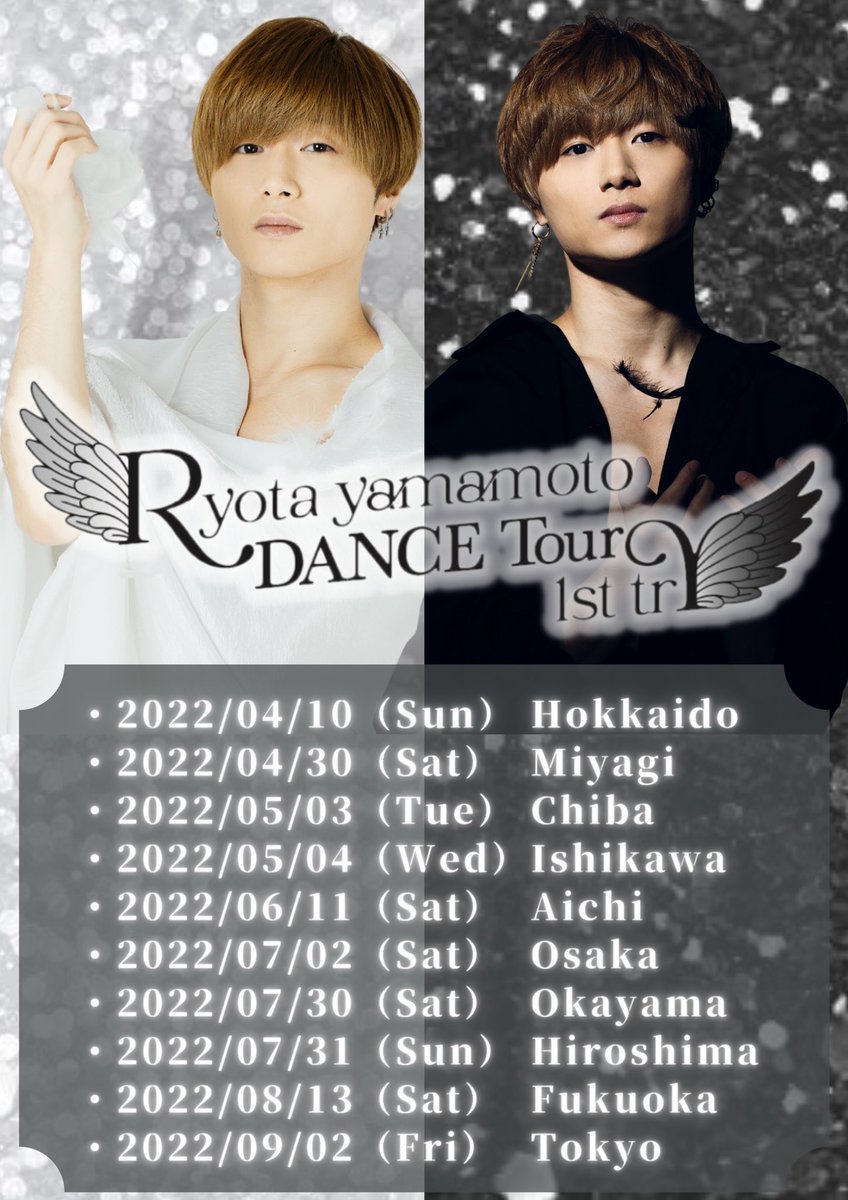 Ryota yamamoto
DANCE Tour
1st trY
・2022/04/10（Sun） Hokkaido
・2022/04/30（Sat） Miyagi
・2022/05/03（Tue） Chiba
・2022/05/04（Wed）Ishikawa
・2022/06/11（Sat） Aichi
・2022/07/02（Sat） Osaka
・2022/07/30（Sat） Okayama
・2022/07/31（Sun） Hiroshima
・2022/08/13（Sat） Fukuoka
・2022/09/02（Fri） Tokyo